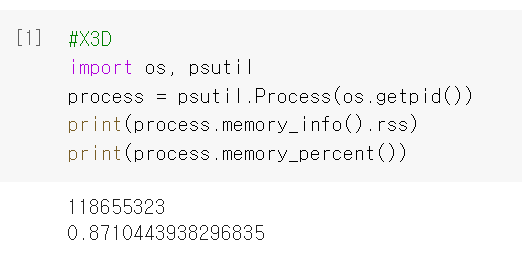 [1] #X3D
import os, psutil
process = psutil.Process(os.getpid())
print(process.memory_info().rss)
print(process.memory_percent())
118655323
0.8710443938296835